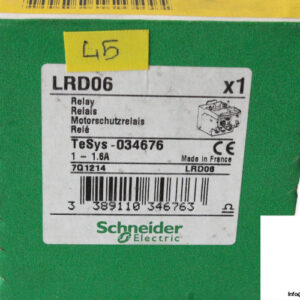 45
LRD06 x1
Relay
Relais
Motorschutzrelais
Relé
TeSys - 034676
1 - 1.6A
CE
Made in France
7Q1214 LRD06
3 389110 346763
Schneider
Electric